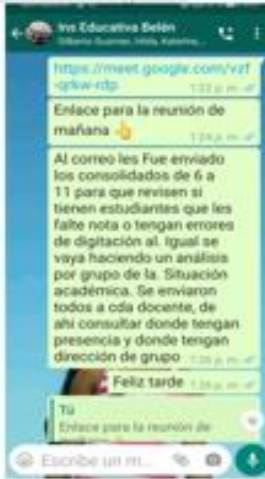 Ins Educativa Belén
https://meet.google.com/vzf
Enlace para la reunión de
mañana 👆
1:24 p. m.
Al correo les Fue enviado
los consolidados de 6 a
11 para que revisen si
tienen estudiantes que les
falte nota o tengan errores
de digitación al. Igual se
vaya haciendo un análisis
por grupo de la. Situación
académica. Se enviaron
todos a cda docente, de
ahi consultar donde tengan
presencia y donde tengan
dirección de grupo
Feliz tarde
Tú
Enlace para la reunión de
Escribe un m...